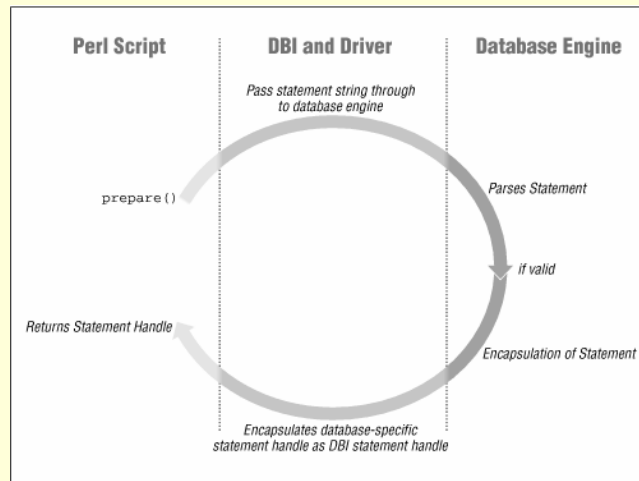 Perl Script
DBI and Driver
Database Engine
Pass statement string through
to database engine
prepare()
Parses Statement
if valid
Returns Statement Handle
Encapsulation of Statement
Encapsulates database-specific
statement handle as DBI statement handle